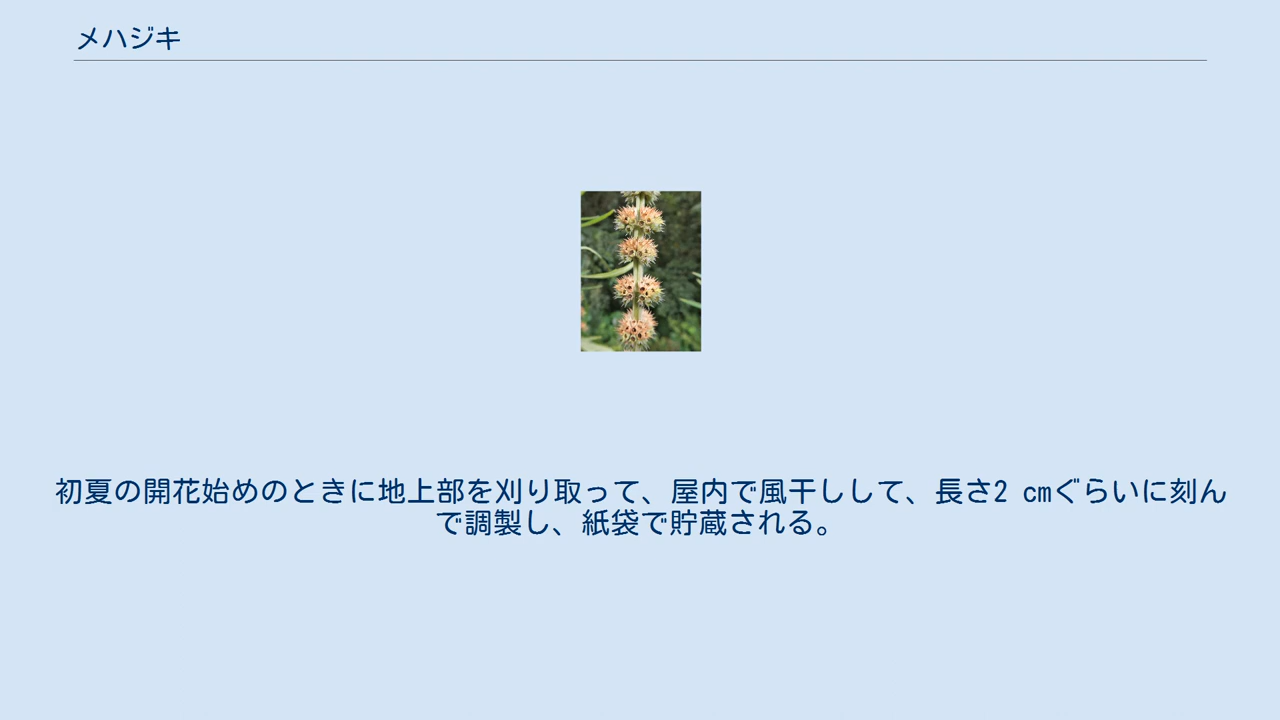 メハジキ
初夏の開花始めのときに地上部を刈り取って、屋内で風干しして、長さ2 cmぐらいに刻ん
で調製し、紙袋で貯蔵される。